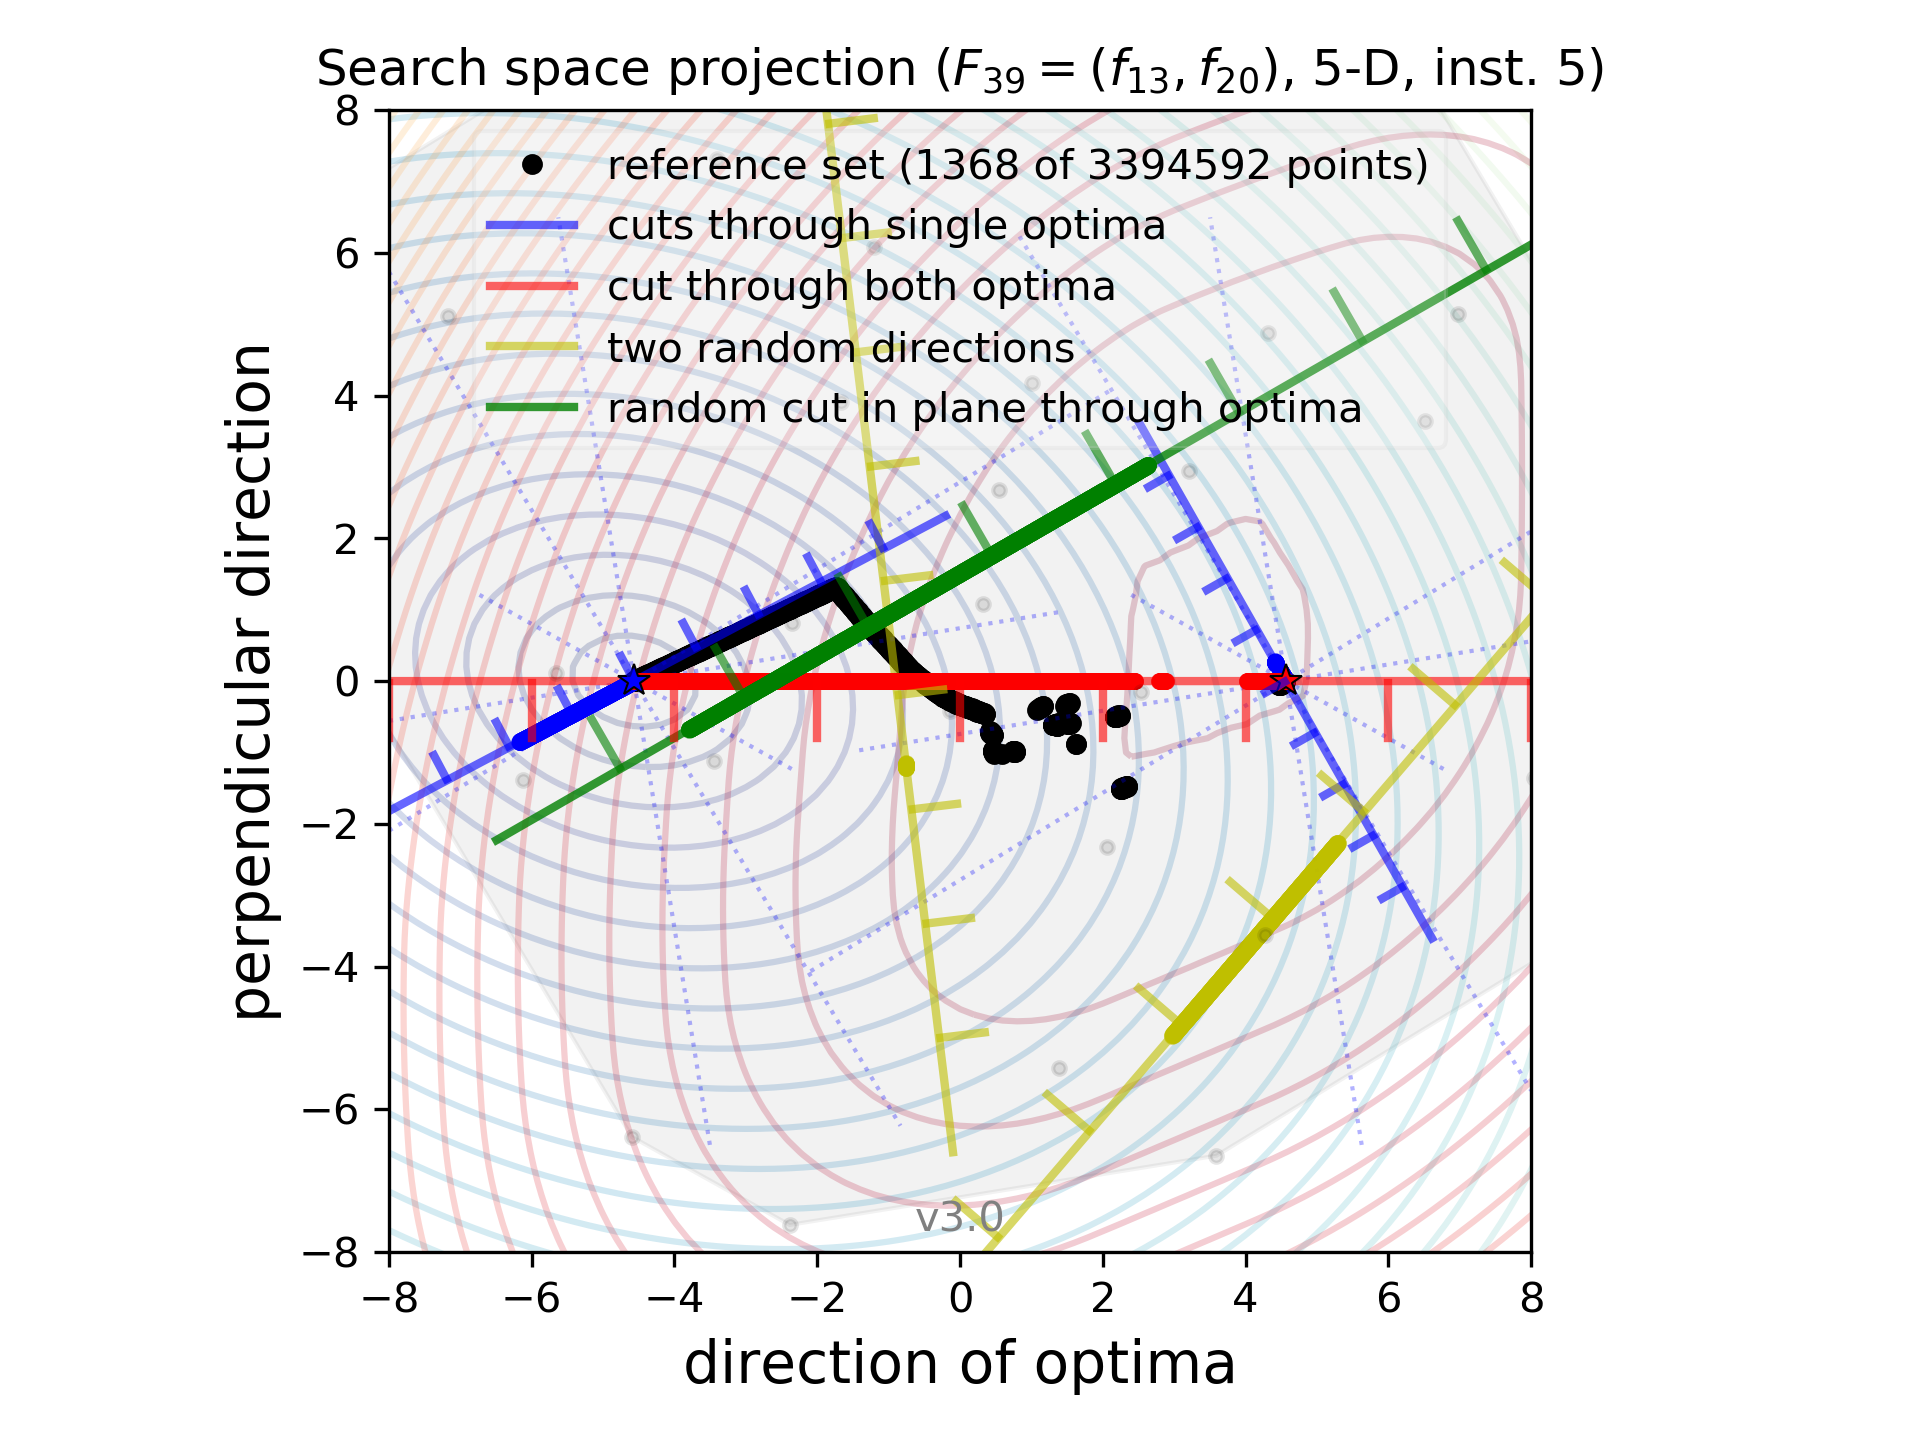 Search space projection (F₃₉ = (f₁₃, f₂₀), 5-D, inst. 5)
reference set (1368 of 3394592 points)
cuts through single optima
cut through both optima
two random directions
random cut in plane through optima
8
6
4
2
0
−2
−4
−6
−8
perpendicular direction
v3.0
−8 −6 −4 −2 0 2 4 6 8
direction of optima